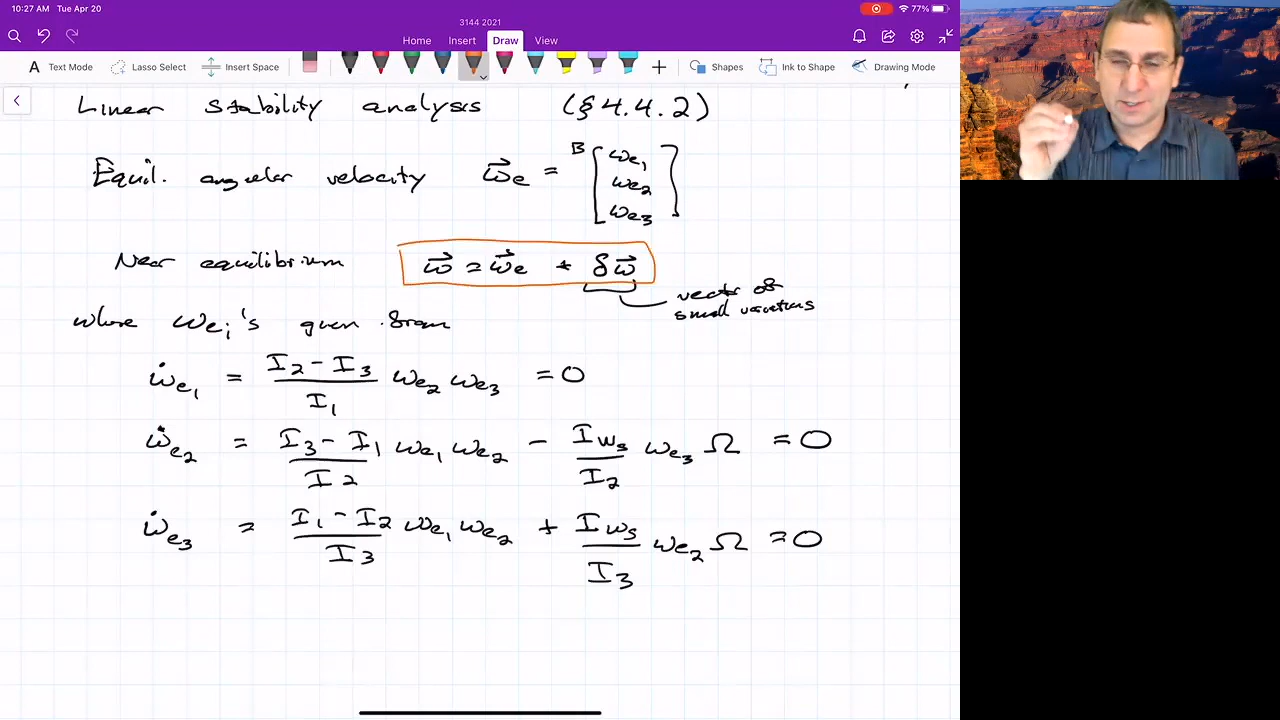 10:27 AM Tue Apr 20
77%
3144 2021
Home Insert Draw View
Text Mode Lasso Select Insert Space Shapes Ink to Shape Drawing Mode
Linear stability analysis (§ 4.4.2)
Equil. angular velocity ω⃗e = B [ωe1 ωe2 ωe3]
Near equilibrium ω⃗ = ω⃗e + δω⃗
vector of
small variations
where ωei's given from
ω̇e1 = (I2 - I3)/I1 ωe2 ωe3 = 0
ω̇e2 = (I3 - I1)/I2 ωe1 ωe2 - Iws/I2 ωe3 Ω = 0
ω̇e3 = (I1 - I2)/I3 ωe1 ωe2 + Iws/I3 ωe2 Ω = 0